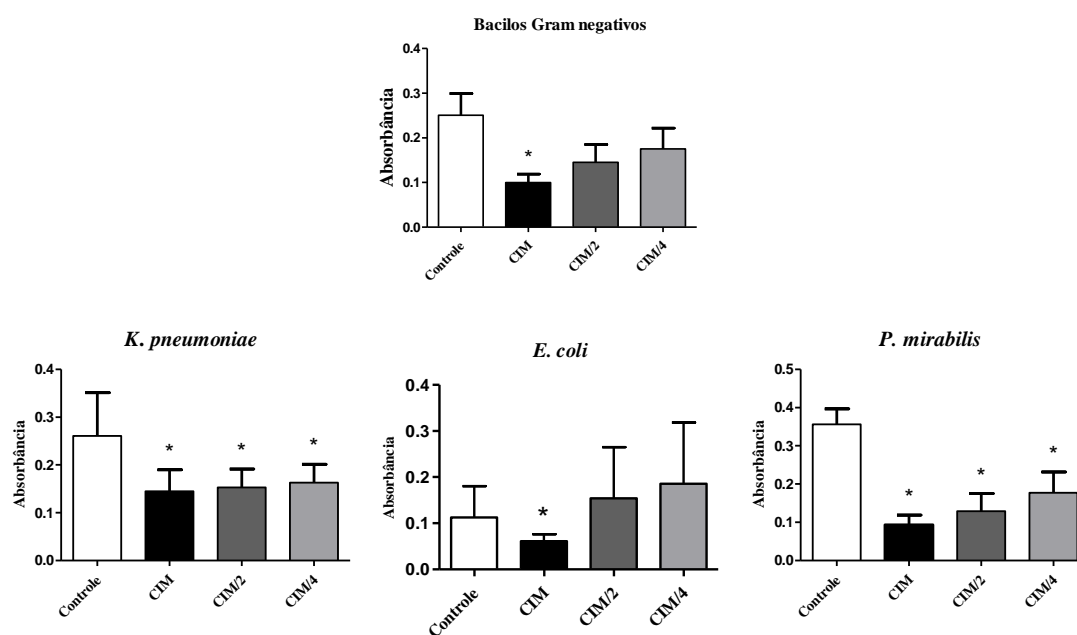 Bacilos Gram negativos
Absorbância
0.4
0.3
0.2
0.1
0.0
*
Controle
CIM
CIM/2
CIM/4
K. pneumoniae
Absorbância
0.4
0.3
0.2
0.1
0.0
*
*
*
Controle
CIM
CIM/2
CIM/4
E. coli
Absorbância
0.4
0.3
0.2
0.1
0.0
*
Controle
CIM
CIM/2
CIM/4
P. mirabilis
Absorbância
0.5
0.4
0.3
0.2
0.1
0.0
*
*
*
Controle
CIM
CIM/2
CIM/4